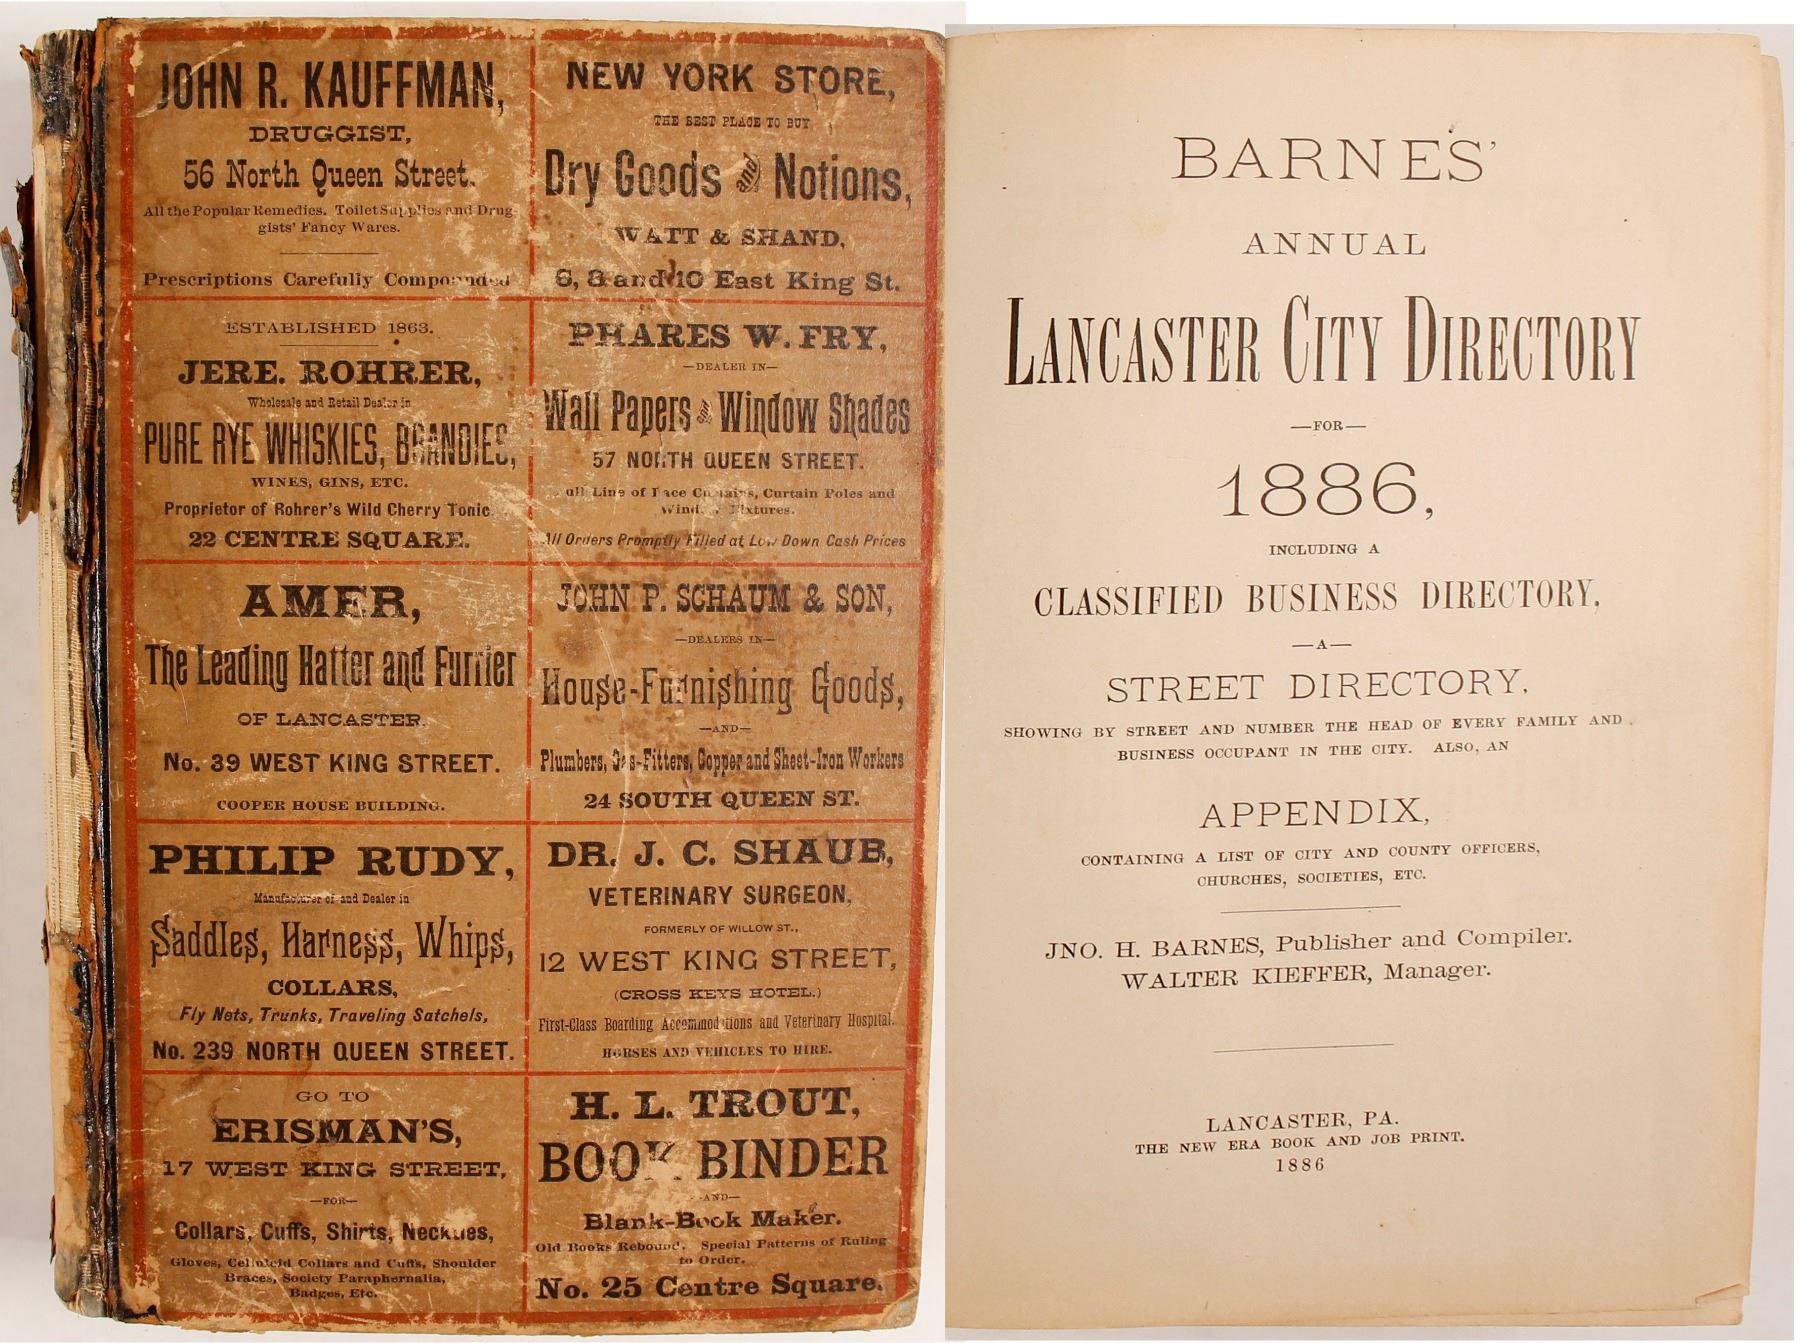 JOHN R. KAUFFMAN,
DRUGGIST,
56 North Queen Street.
All the Popular Remedies. Toilet Supplies and Drug-
gists' Fancy Wares.
Prescriptions Carefully Compounded
ESTABLISHED 1863.
JERE. ROHRER,
Wholesale and Retail Dealer in
PURE RYE WHISKIES, BRANDIES,
WINES, GINS, ETC.
Proprietor of Rohrer's Wild Cherry Tonic.
22 CENTRE SQUARE.
AMER,
The Leading Hatter and Furrier
OF LANCASTER.
No. 39 WEST KING STREET.
COOPER HOUSE BUILDING.
PHILIP RUDY,
Manufacturer of and Dealer in
Saddles, Harness, Whips,
COLLARS,
Fly Nets, Trunks, Traveling Satchels,
No. 239 NORTH QUEEN STREET.
GO TO
ERISMAN'S,
17 WEST KING STREET,
—FOR—
Collars, Cuffs, Shirts, Neckties,
Gloves, Celluloid Collars and Cuffs, Shoulder
Braces, Society Paraphernalia,
Badges, Etc.
NEW YORK STORE,
THE BEST PLACE TO BUY
Dry Goods and Notions,
WATT & SHAND,
6, 8 and 10 East King St.
PHARES W. FRY,
—DEALER IN—
Wall Papers and Window Shades
57 NORTH QUEEN STREET.
Full Line of Lace Curtains, Curtain Poles and
Window Fixtures.
All Orders Promptly Filled at Low Down Cash Prices
JOHN P. SCHAUM & SON,
—DEALERS IN—
House-Furnishing Goods,
—AND—
Plumbers, Gas-Fitters, Copper and Sheet-Iron Workers
24 SOUTH QUEEN ST.
DR. J. C. SHAUB,
VETERINARY SURGEON,
FORMERLY OF WILLOW ST.,
12 WEST KING STREET,
(CROSS KEYS HOTEL.)
First-Class Boarding Accommodations and Veterinary Hospital.
HORSES AND VEHICLES TO HIRE.
H. L. TROUT,
BOOK BINDER
—AND—
Blank-Book Maker.
Old Books Rebound. Special Patterns of Ruling
to Order.
No. 25 Centre Square.
BARNES'
ANNUAL
LANCASTER CITY DIRECTORY
—FOR—
1886,
INCLUDING A
CLASSIFIED BUSINESS DIRECTORY,
—A—
STREET DIRECTORY,
SHOWING BY STREET AND NUMBER THE HEAD OF EVERY FAMILY AND
BUSINESS OCCUPANT IN THE CITY. ALSO, AN
APPENDIX,
CONTAINING A LIST OF CITY AND COUNTY OFFICERS,
CHURCHES, SOCIETIES, ETC.
JNO. H. BARNES, Publisher and Compiler.
WALTER KIEFFER, Manager.
LANCASTER, PA.
THE NEW ERA BOOK AND JOB PRINT.
1886